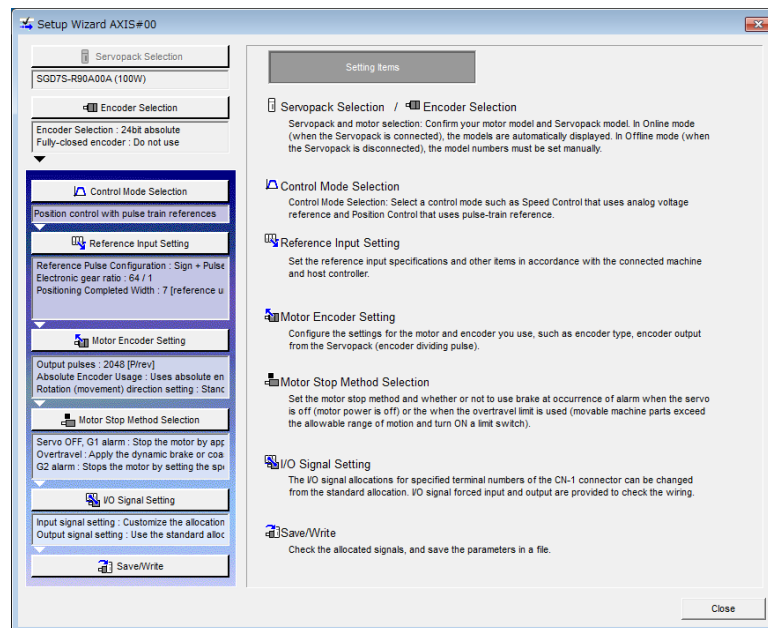 Setup Wizard AXIS#00
Servopack Selection
SGD7S-R90A00A (100W)
Encoder Selection
Encoder Selection : 24bit absolute
Fully-closed encoder : Do not use
Control Mode Selection
Position control with pulse train references
Reference Input Setting
Reference Pulse Configuration : Sign + Pulse
Electronic gear ratio : 64 / 1
Positioning Completed Width : 7 [reference u
Motor Encoder Setting
Output pulses : 2048 [P/rev]
Absolute Encoder Usage : Uses absolute en
Rotation (movement) direction setting : Stanc
Motor Stop Method Selection
Servo OFF, G1 alarm : Stop the motor by app
Overtravel : Apply the dynamic brake or coa
G2 alarm : Stops the motor by setting the spe
I/O Signal Setting
Input signal setting : Customize the allocation
Output signal setting : Use the standard alloc
Save/Write
Setting Items
Servopack Selection / Encoder Selection
Servopack and motor selection: Confirm your motor model and Servopack model. In Online mode
(when the Servopack is connected), the models are automatically displayed. In Offline mode (when
the Servopack is disconnected), the model numbers must be set manually.
Control Mode Selection
Control Mode Selection: Select a control mode such as Speed Control that uses analog voltage
reference and Position Control that uses pulse-train reference.
Reference Input Setting
Set the reference input specifications and other items in accordance with the connected machine
and host controller.
Motor Encoder Setting
Configure the settings for the motor and encoder you use, such as encoder type, encoder output
from the Servopack (encoder dividing pulse).
Motor Stop Method Selection
Set the motor stop method and whether or not to use brake at occurrence of alarm when the servo
is off (motor power is off) or the when the overtravel limit is used (movable machine parts exceed
the allowable range of motion and turn ON a limit switch).
I/O Signal Setting
The I/O signal allocations for specified terminal numbers of the CN-1 connector can be changed
from the standard allocation. I/O signal forced input and output are provided to check the wiring.
Save/Write
Check the allocated signals, and save the parameters in a file.
Close